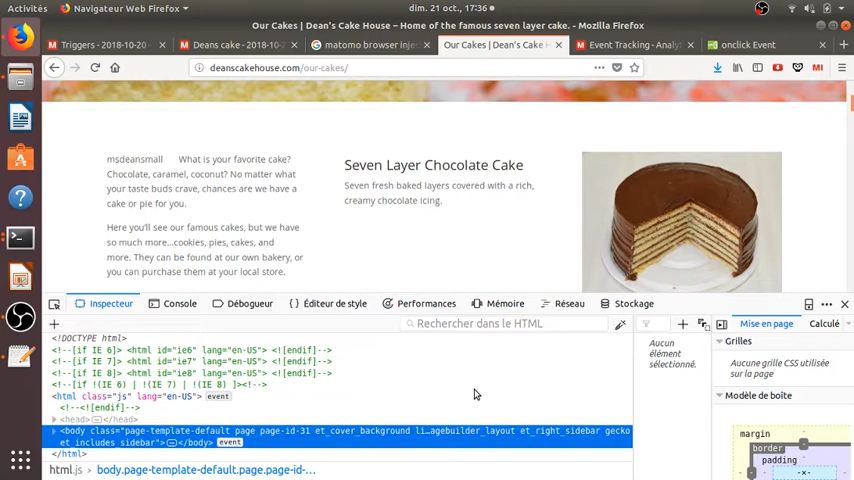 Activités
Navigateur Web Firefox
dim. 21 oct., 17:36
Our Cakes | Dean's Cake House – Home of the famous seven layer cake. - Mozilla Firefox
Triggers - 2018-10-20 -
Deans cake - 2018-10-2
matomo browser inje
Our Cakes | Dean's Cake H
Event Tracking - Analyt
onclick Event
deanscakehouse.com/our-cakes/
MI
msdeansmall What is your favorite cake?
Chocolate, caramel, coconut? No matter what
your taste buds crave, chances are we have a
cake or pie for you.
Here you'll see our famous cakes, but we have
so much more...cookies, pies, cakes, and
more. They can be found at our own bakery, or
you can purchase them at your local store.
Seven Layer Chocolate Cake
Seven fresh baked layers covered with a rich,
creamy chocolate icing.
Inspecteur
Console
Débogueur
Éditeur de style
Performances
Mémoire
Réseau
Stockage
Rechercher dans le HTML
<!DOCTYPE html>
<!--[if IE 6]> <html id="ie6" lang="en-US"> <![endif]-->
<!--[if IE 7]> <html id="ie7" lang="en-US"> <![endif]-->
<!--[if IE 8]> <html id="ie8" lang="en-US"> <![endif]-->
<!--[if !(IE 6) | !(IE 7) | !(IE 8) ]><!-->
<html class="js" lang="en-US"> event
<!--<![endif]-->
<head>…</head>
<body class="page-template-default page page-id-31 et_cover_background li…agebuilder_layout et_right_sidebar gecko
et_includes_sidebar">…</body> event
</html>
html.js > body.page-template-default.page.page-id-…
Aucun
élément
sélectionné.
Mise en page
Calculé
Grilles
Aucune grille CSS utilisée
sur la page
Modèle de boîte
margin
border
padding
-x-